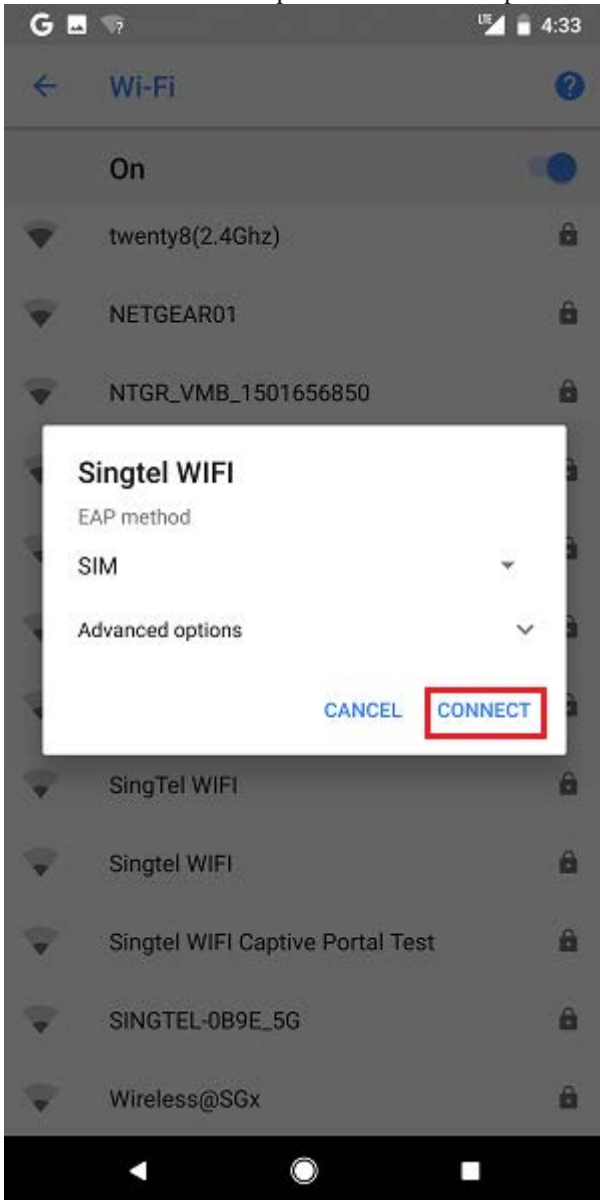 G ? LTE 4:33
Wi-Fi ?
On
twenty8(2.4Ghz)
NETGEAR01
NTGR_VMB_1501656850
Singtel WIFI
EAP method
SIM
Advanced options
CANCEL CONNECT
SingTel WIFI
Singtel WIFI
Singtel WIFI Captive Portal Test
SINGTEL-0B9E_5G
Wireless@SGx